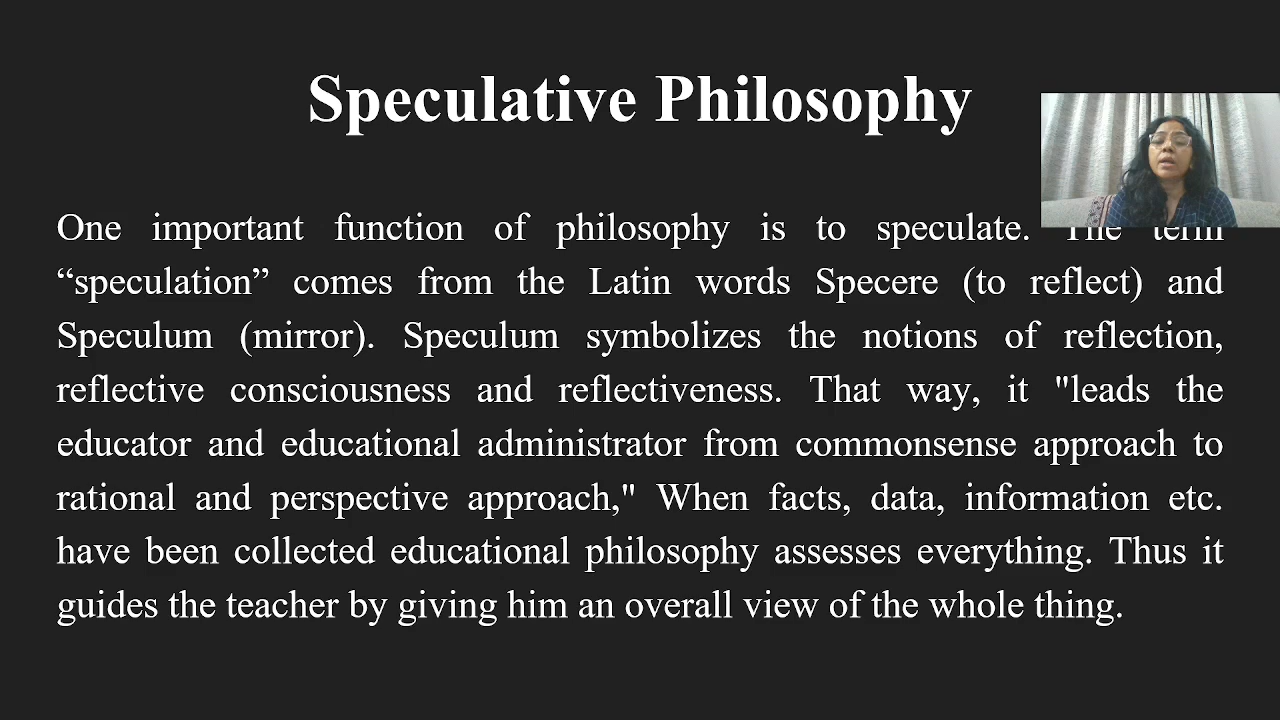 Speculative Philosophy
One important function of philosophy is to speculate. The term
“speculation” comes from the Latin words Specere (to reflect) and
Speculum (mirror). Speculum symbolizes the notions of reflection,
reflective consciousness and reflectiveness. That way, it "leads the
educator and educational administrator from commonsense approach to
rational and perspective approach," When facts, data, information etc.
have been collected educational philosophy assesses everything. Thus it
guides the teacher by giving him an overall view of the whole thing.